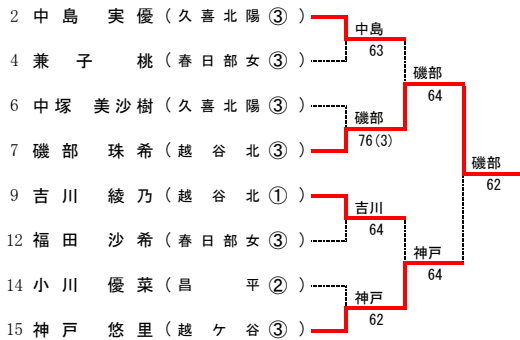 2 中島 実優 (久喜北陽 ③)
中島
63
4 兼子 桃 (春日部女 ③)
磯部
64
6 中塚 美沙樹 (久喜北陽 ③)
磯部
76(3)
7 磯部 珠希 (越谷北 ③)
磯部
62
9 吉川 綾乃 (越谷北 ①)
吉川
64
12 福田 沙希 (春日部女 ③)
神戸
64
14 小川 優菜 (昌平 ②)
神戸
62
15 神戸 悠里 (越ケ谷 ③)